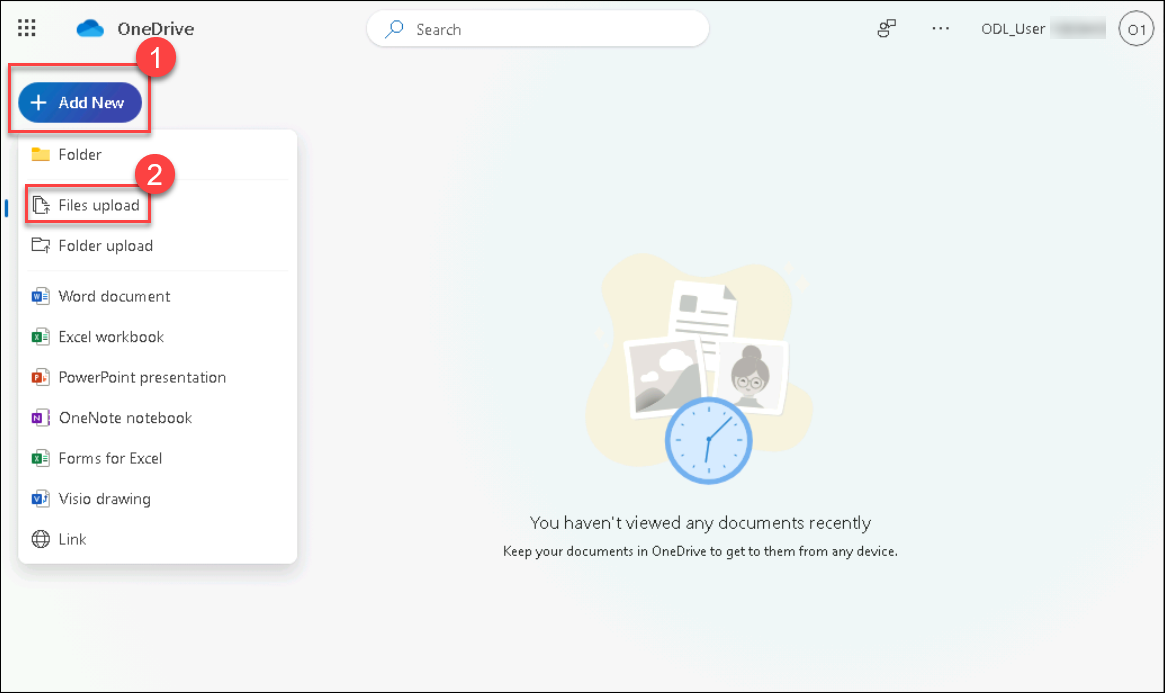 OneDrive
Search
ODL_User
O1
1
Add New
Folder
2
Files upload
Folder upload
Word document
Excel workbook
PowerPoint presentation
OneNote notebook
Forms for Excel
Visio drawing
Link
You haven't viewed any documents recently
Keep your documents in OneDrive to get to them from any device.